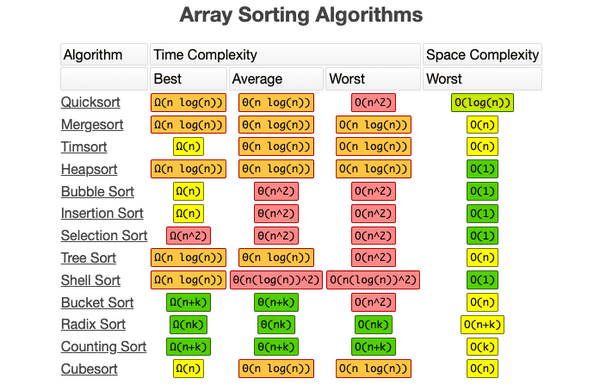 Array Sorting Algorithms
Algorithm Time Complexity Space Complexity
Best Average Worst Worst
Quicksort Ω(n log(n)) Θ(n log(n)) O(n^2) O(log(n))
Mergesort Ω(n log(n)) Θ(n log(n)) O(n log(n)) O(n)
Timsort Ω(n) Θ(n log(n)) O(n log(n)) O(n)
Heapsort Ω(n log(n)) Θ(n log(n)) O(n log(n)) O(1)
Bubble Sort Ω(n) Θ(n^2) O(n^2) O(1)
Insertion Sort Ω(n) Θ(n^2) O(n^2) O(1)
Selection Sort Ω(n^2) Θ(n^2) O(n^2) O(1)
Tree Sort Ω(n log(n)) Θ(n log(n)) O(n^2) O(n)
Shell Sort Ω(n log(n)) Θ(n(log(n))^2) O(n(log(n))^2) O(1)
Bucket Sort Ω(n+k) Θ(n+k) O(n^2) O(n)
Radix Sort Ω(nk) Θ(nk) O(nk) O(n+k)
Counting Sort Ω(n+k) Θ(n+k) O(n+k) O(k)
Cubesort Ω(n) Θ(n log(n)) O(n log(n)) O(n)